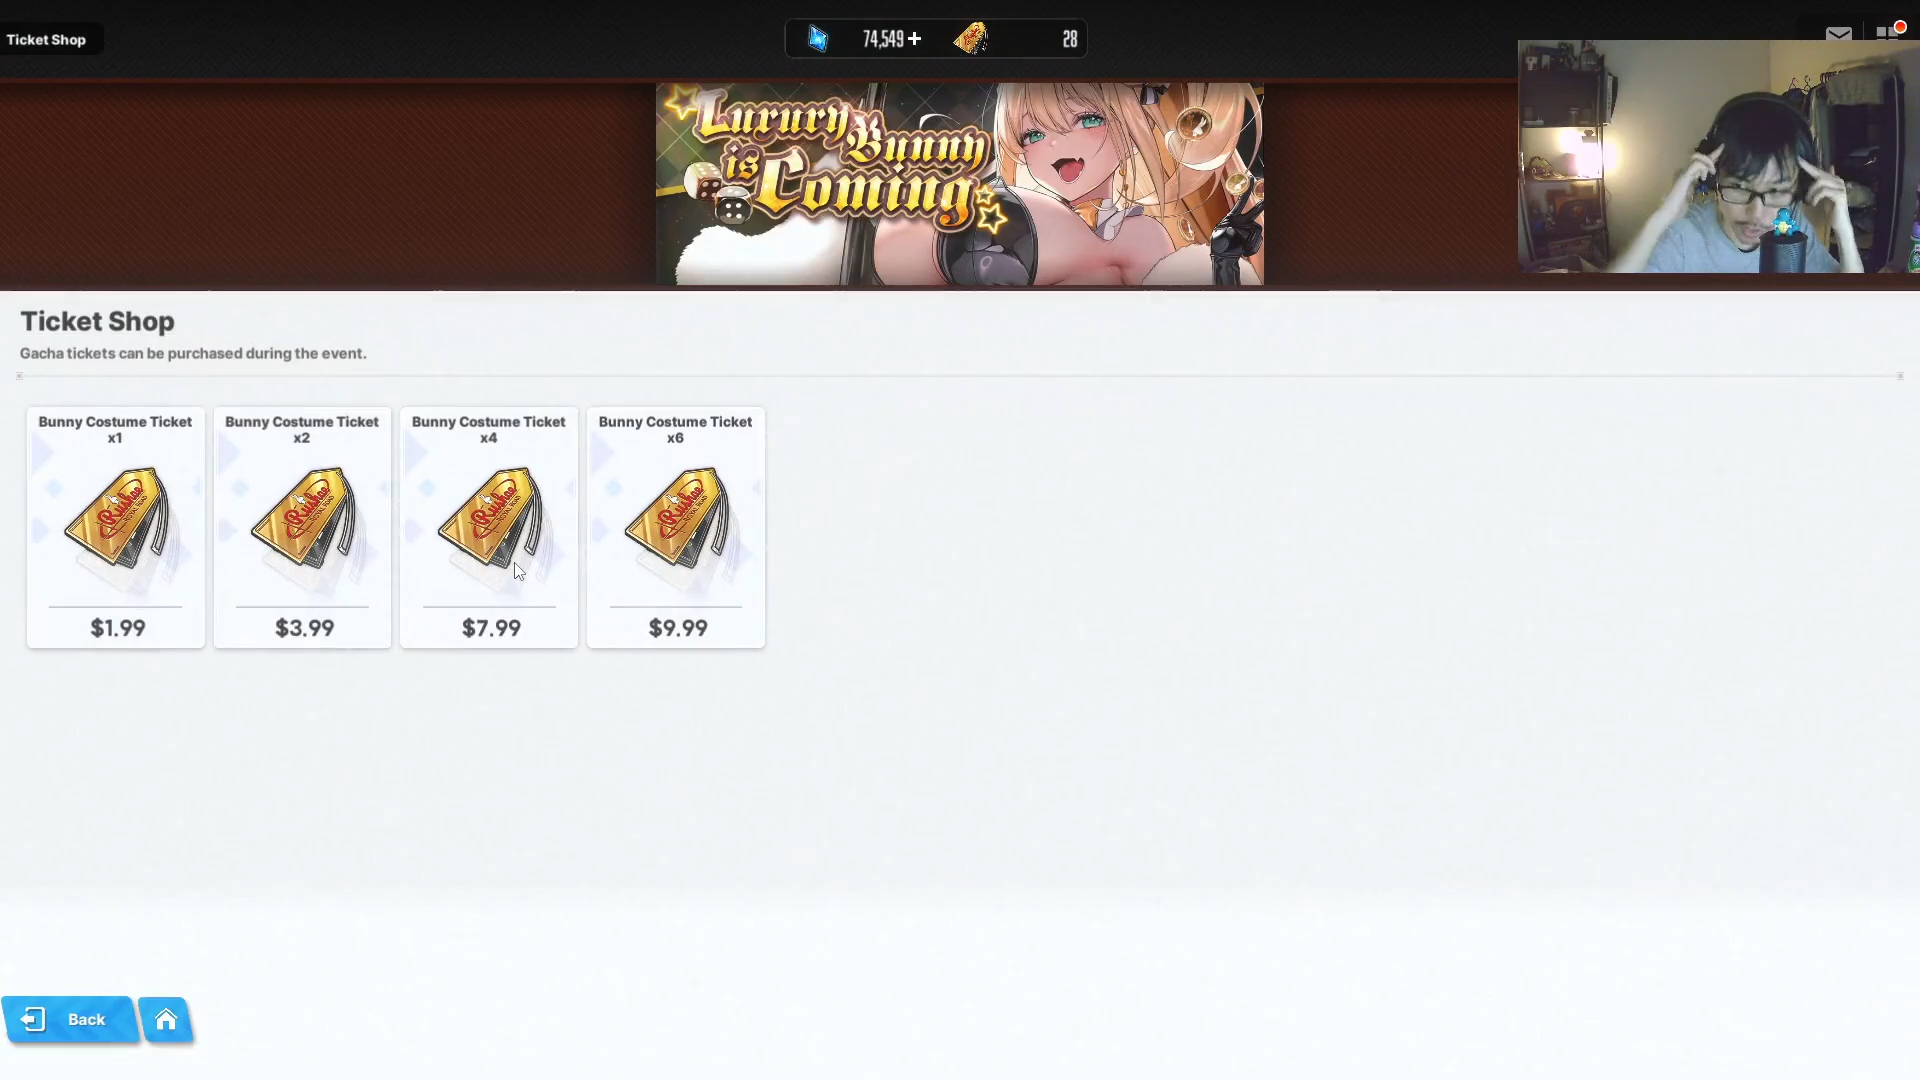 Ticket Shop
74,549
28
Luxury Bunny
is Coming
Ticket Shop
Gacha tickets can be purchased during the event.
Bunny Costume Ticket
x1
Bunny Costume Ticket
x2
Bunny Costume Ticket
x4
Bunny Costume Ticket
x6
$1.99
$3.99
$7.99
$9.99
Back